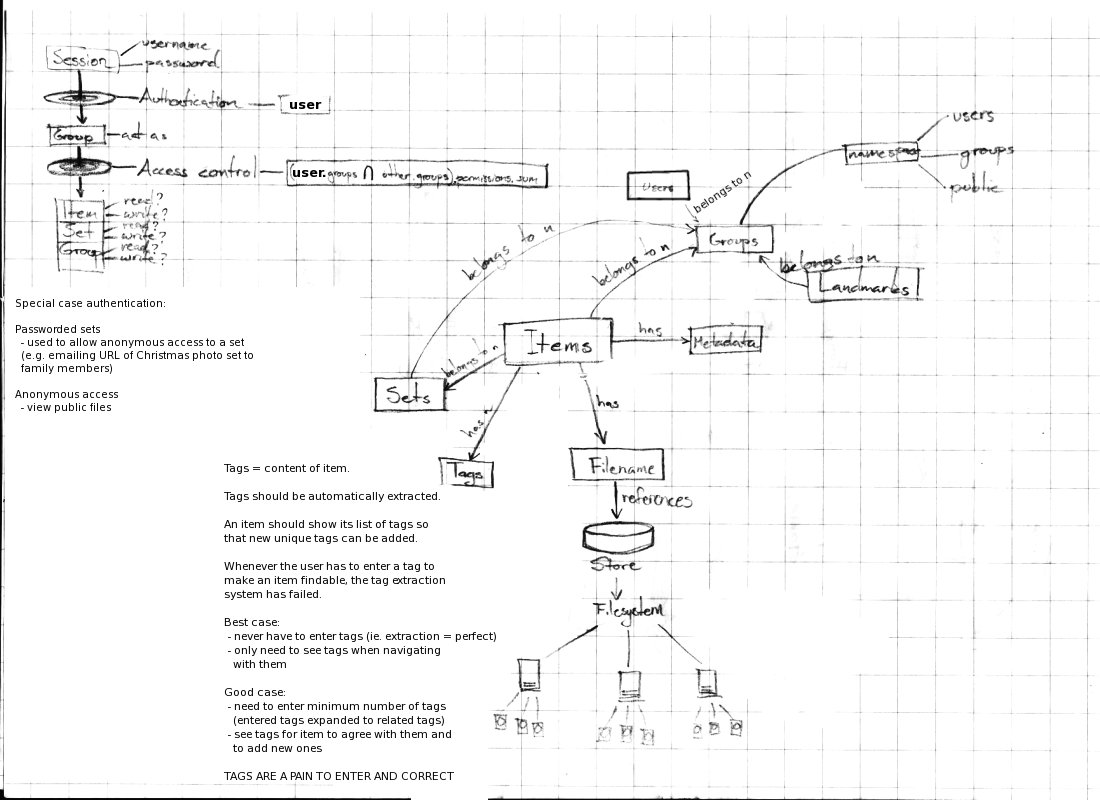 username
Session
password
Authentication
user
Group
act as
Access control
(user.groups ∩ other.groups).permissions.sum
Item
read?
write?
Set
read?
write?
Group
read?
write?
users
namespace
groups
public
Users
belongs to n
Groups
belongs to n
belongs to n
belongs to n
Landmarks
Items
has
Metadata
belongs to n
Sets
has n
has
Tags
Filename
references
Store
Filesystem
Special case authentication:
Passworded sets
- used to allow anonymous access to a set
(e.g. emailing URL of Christmas photo set to
family members)
Anonymous access
- view public files
Tags = content of item.
Tags should be automatically extracted.
An item should show its list of tags so
that new unique tags can be added.
Whenever the user has to enter a tag to
make an item findable, the tag extraction
system has failed.
Best case:
- never have to enter tags (ie. extraction = perfect)
- only need to see tags when navigating
with them
Good case:
- need to enter minimum number of tags
(entered tags expanded to related tags)
- see tags for item to agree with them and
to add new ones
TAGS ARE A PAIN TO ENTER AND CORRECT